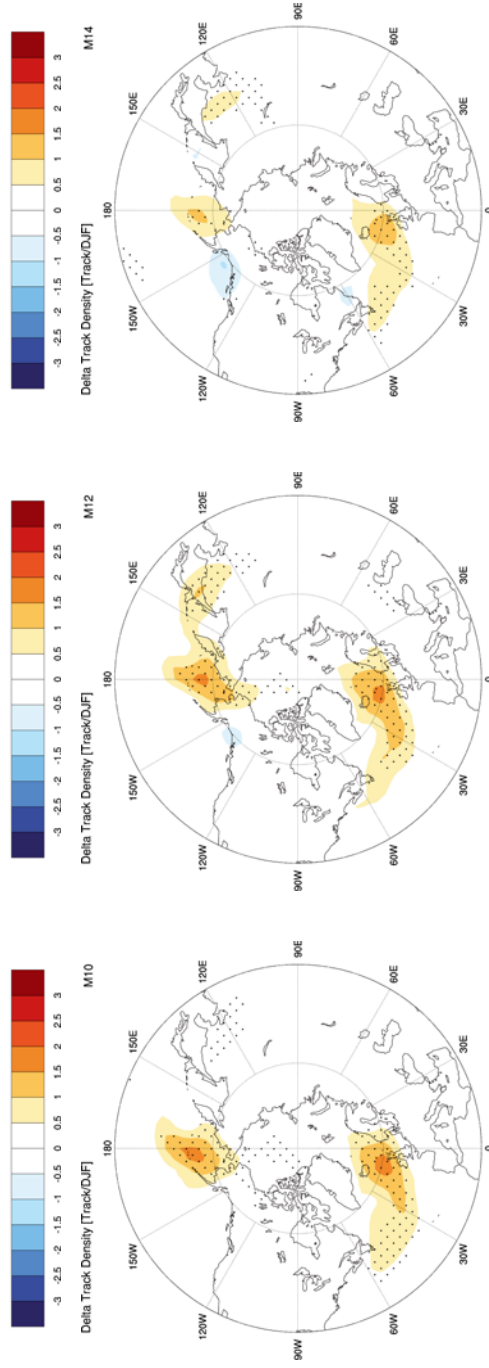 -3 -2.5 -2 -1.5 -1 -0.5 0 0.5 1 1.5 2 2.5 3
Delta Track Density [Track/DJF] M10
180
150W 150E
120W 120E
90W 90E
60W 60E
30W 30E
0
-3 -2.5 -2 -1.5 -1 -0.5 0 0.5 1 1.5 2 2.5 3
Delta Track Density [Track/DJF] M12
180
150W 150E
120W 120E
90W 90E
60W 60E
30W 30E
0
-3 -2.5 -2 -1.5 -1 -0.5 0 0.5 1 1.5 2 2.5 3
Delta Track Density [Track/DJF] M14
180
150W 150E
120W 120E
90W 90E
60W 60E
30W 30E
0